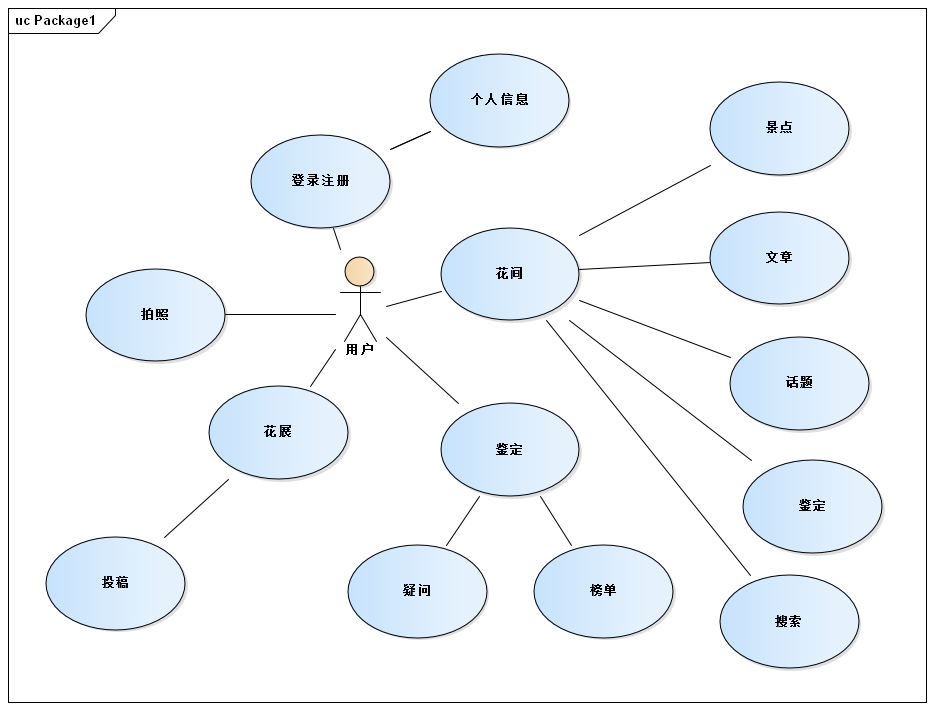 uc Package1
个人信息
景点
登录注册
文章
花间
拍照
用户
话题
花展
鉴定
鉴定
投稿
疑问
榜单
搜索